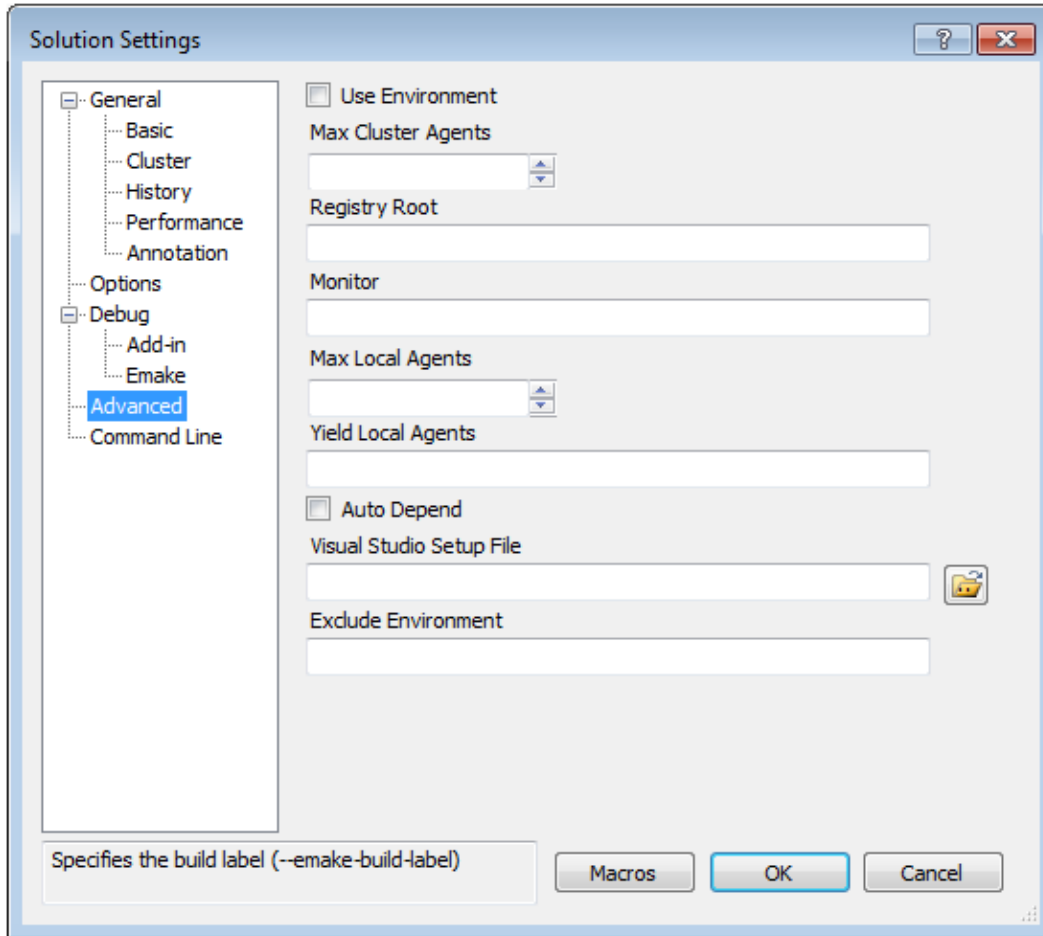 Solution Settings
General
Basic
Cluster
History
Performance
Annotation
Options
Debug
Add-in
Emake
Advanced
Command Line
Use Environment
Max Cluster Agents
Registry Root
Monitor
Max Local Agents
Yield Local Agents
Auto Depend
Visual Studio Setup File
Exclude Environment
Specifies the build label (--emake-build-label)
Macros
OK
Cancel